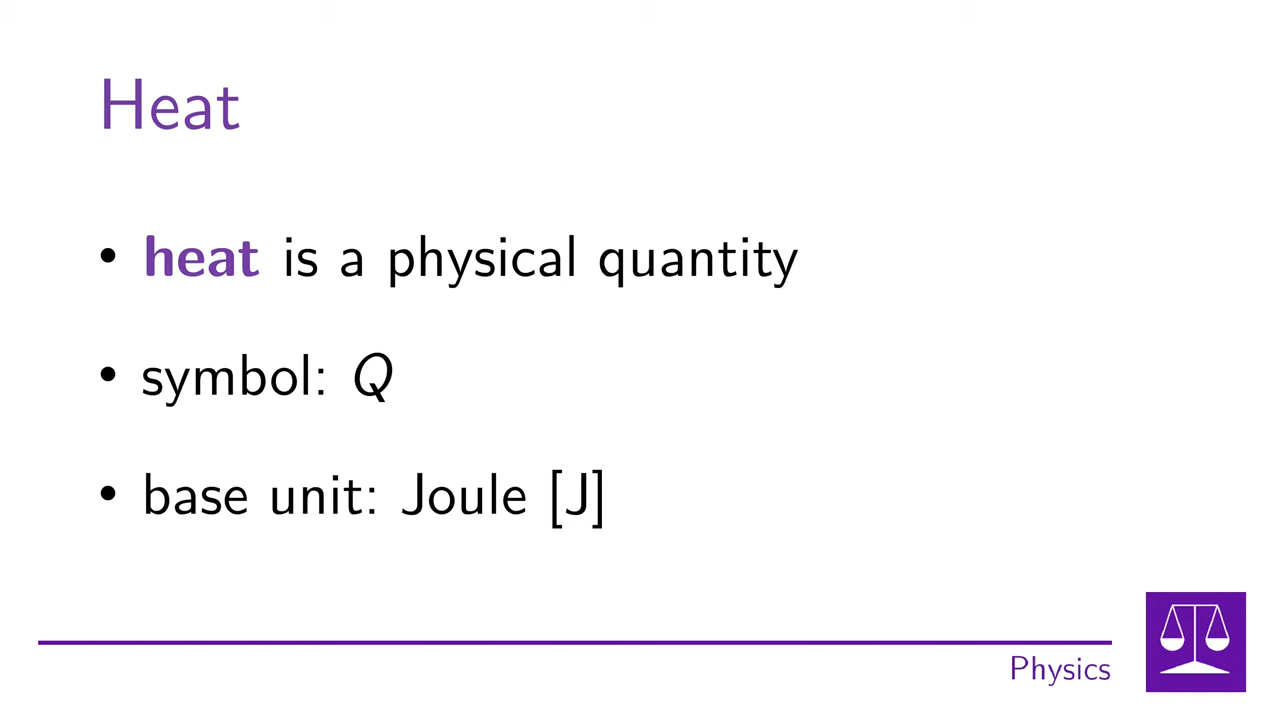 Heat
• heat is a physical quantity
• symbol: Q
• base unit: Joule [J]
Physics